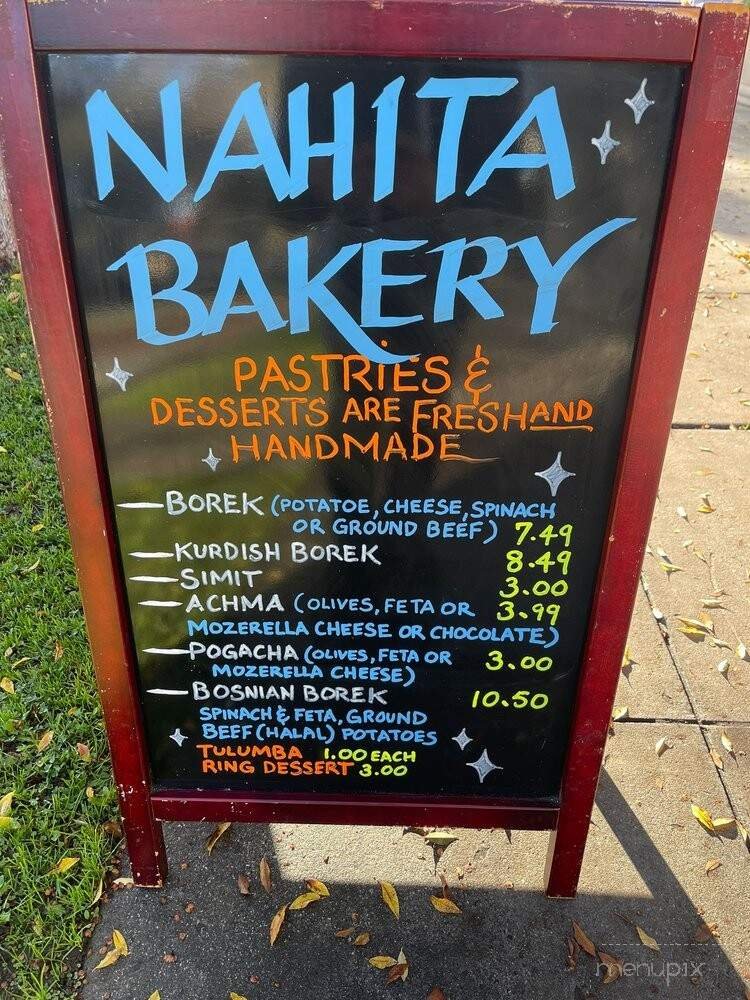 NAHITA
BAKERY
PASTRIES &
DESSERTS ARE FRESH AND
HANDMADE
— BOREK (POTATOE, CHEESE, SPINACH
OR GROUND BEEF) 7.49
— KURDISH BOREK 8.49
— SIMIT 3.00
— ACHMA (OLIVES, FETA OR 3.99
MOZERELLA CHEESE OR CHOCOLATE)
— POGACHA (OLIVES, FETA OR 3.00
MOZERELLA CHEESE)
— BOSNIAN BOREK 10.50
SPINACH & FETA, GROUND
BEEF (HALAL) POTATOES
TULUMBA 1.00 EACH
RING DESSERT 3.00
menupix